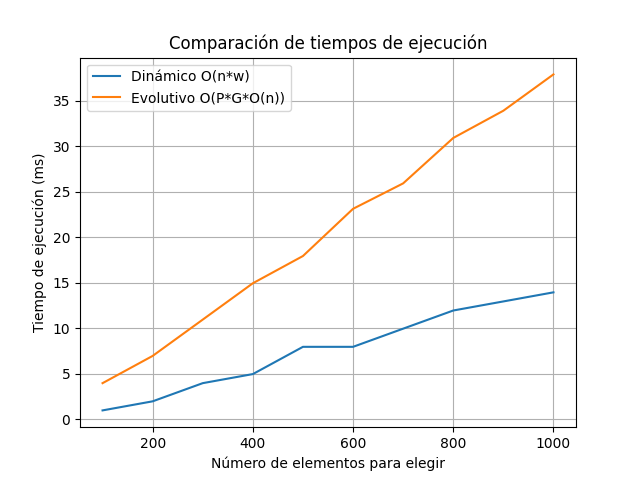 Comparación de tiempos de ejecución
Dinámico O(n*w)
Evolutivo O(P*G*O(n))
Tiempo de ejecución (ms)
35
30
25
20
15
10
5
0
200 400 600 800 1000
Número de elementos para elegir